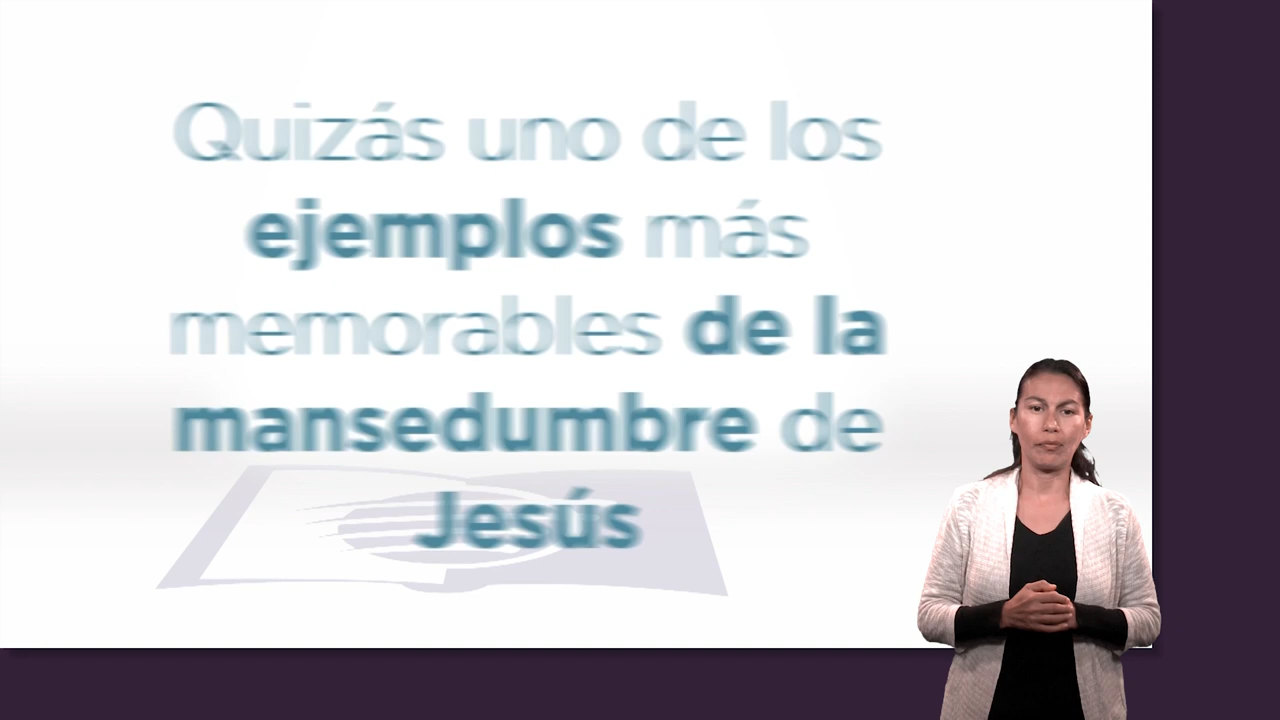 Quizás uno de los
ejemplos más
memorables de la
mansedumbre de
Jesús